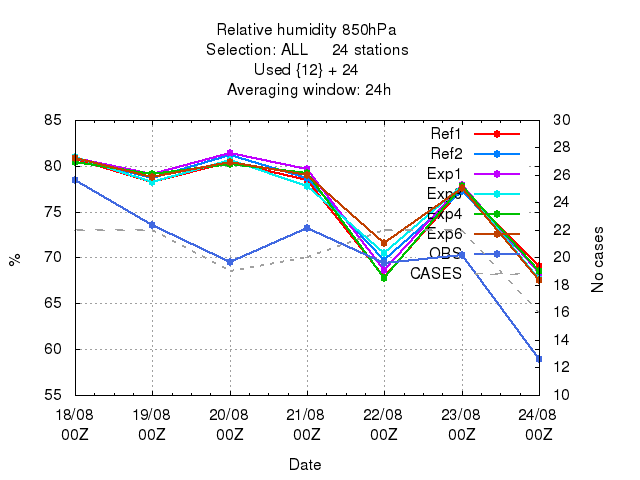 Relative humidity 850hPa
Selection: ALL 24 stations
Used {12} + 24
Averaging window: 24h
85 30
Ref1
28
Ref2
80 26
Exp1
Exp3
24
75
Exp4
22
Exp6
70 20
OBS
CASES
18
65
16
14
60
12
55 10
%
No cases
18/08 19/08 20/08 21/08 22/08 23/08 24/08
00Z 00Z 00Z 00Z 00Z 00Z 00Z
Date